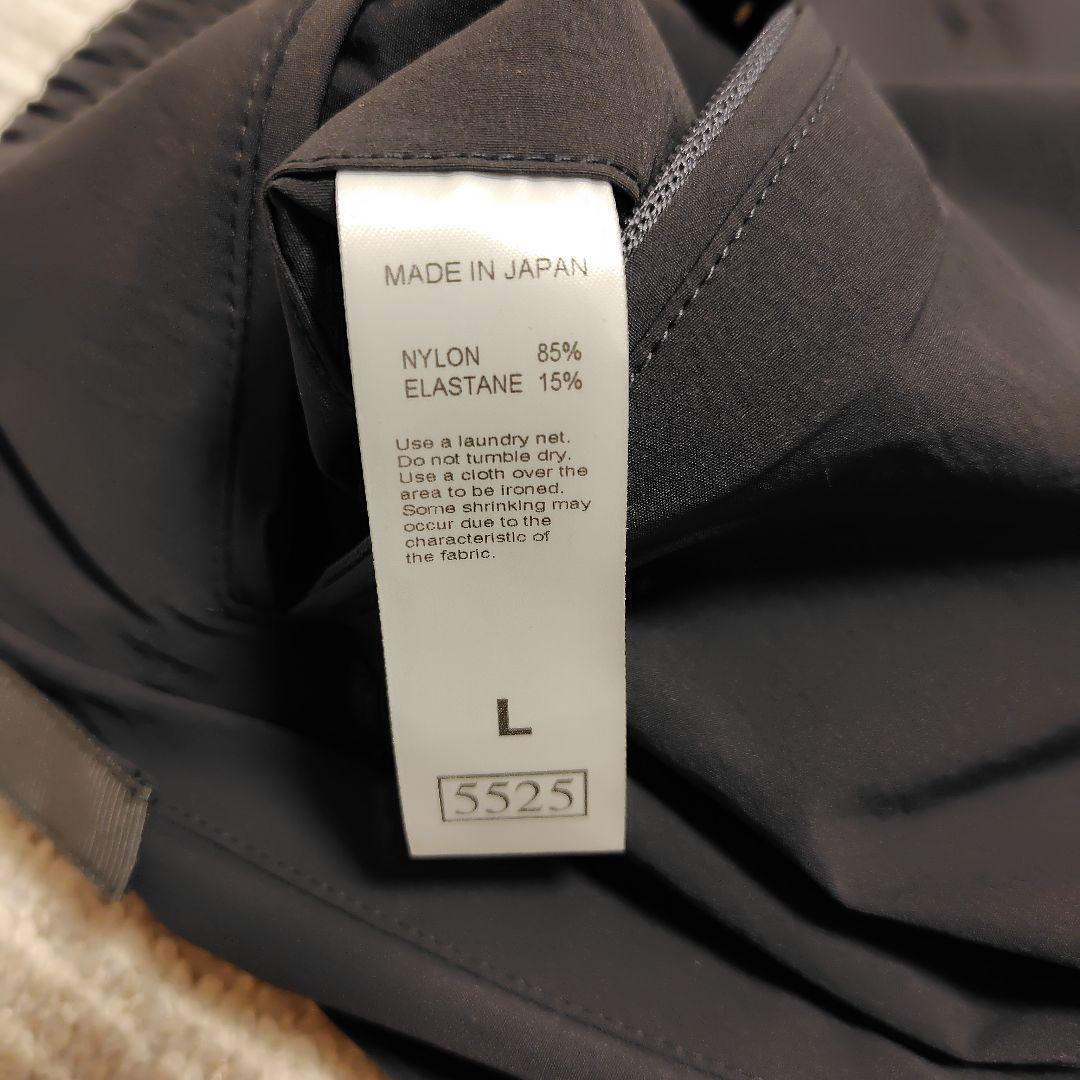 MADE IN JAPAN
NYLON 85%
ELASTANE 15%
Use a laundry net.
Do not tumble dry.
Use a cloth over the
area to be ironed.
Some shrinking may
occur due to the
characteristic of
the fabric.
L
5525